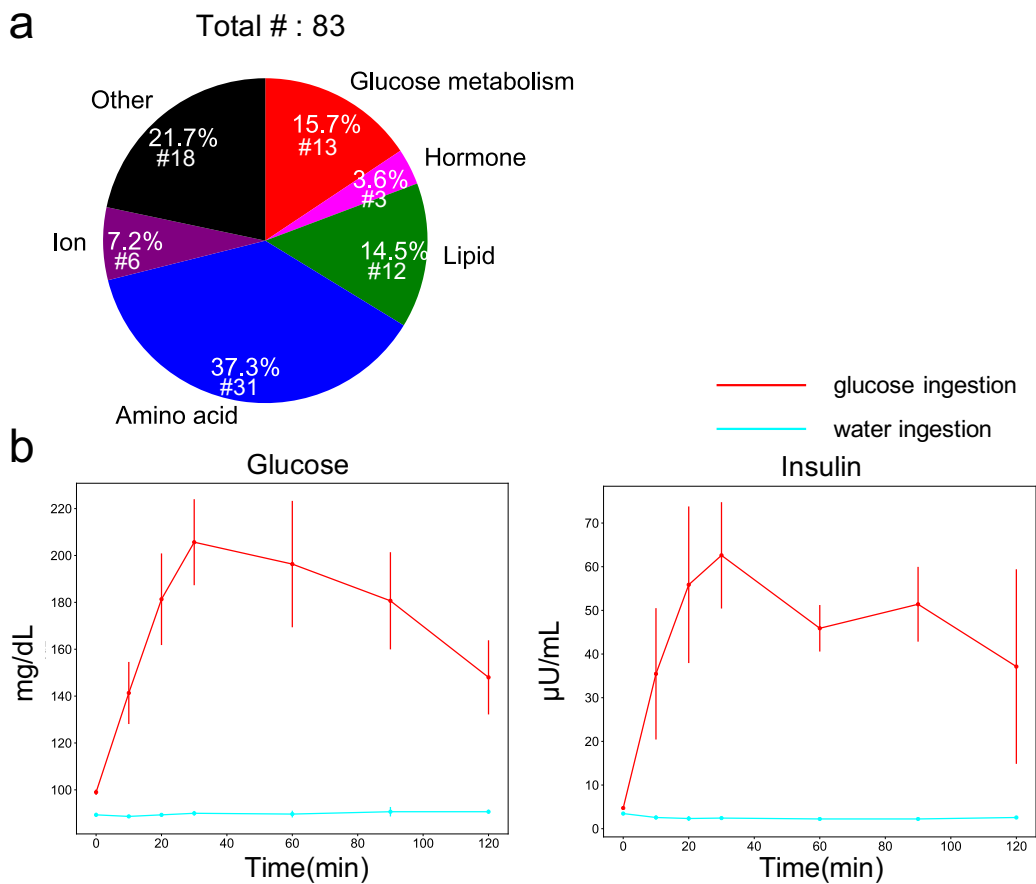 a
Total # : 83
Glucose metabolism
15.7%
#13
Hormone
3.6%
#3
Lipid
14.5%
#12
Amino acid
37.3%
#31
Ion
7.2%
#6
Other
21.7%
#18
glucose ingestion
water ingestion
b
Glucose
mg/dL
220
200
180
160
140
120
100
0 20 40 60 80 100 120
Time(min)
Insulin
μU/mL
70
60
50
40
30
20
10
0
0 20 40 60 80 100 120
Time(min)